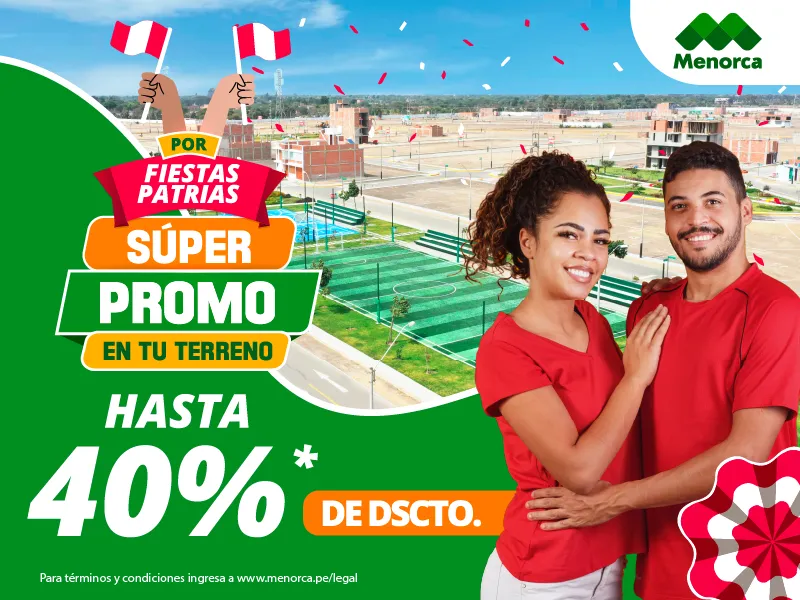 Menorca
POR
FIESTAS
PATRIAS
SÚPER
PROMO
EN TU TERRENO
HASTA
40%*
DE DSCTO.
Para términos y condiciones ingresa a www.menorca.pe/legal